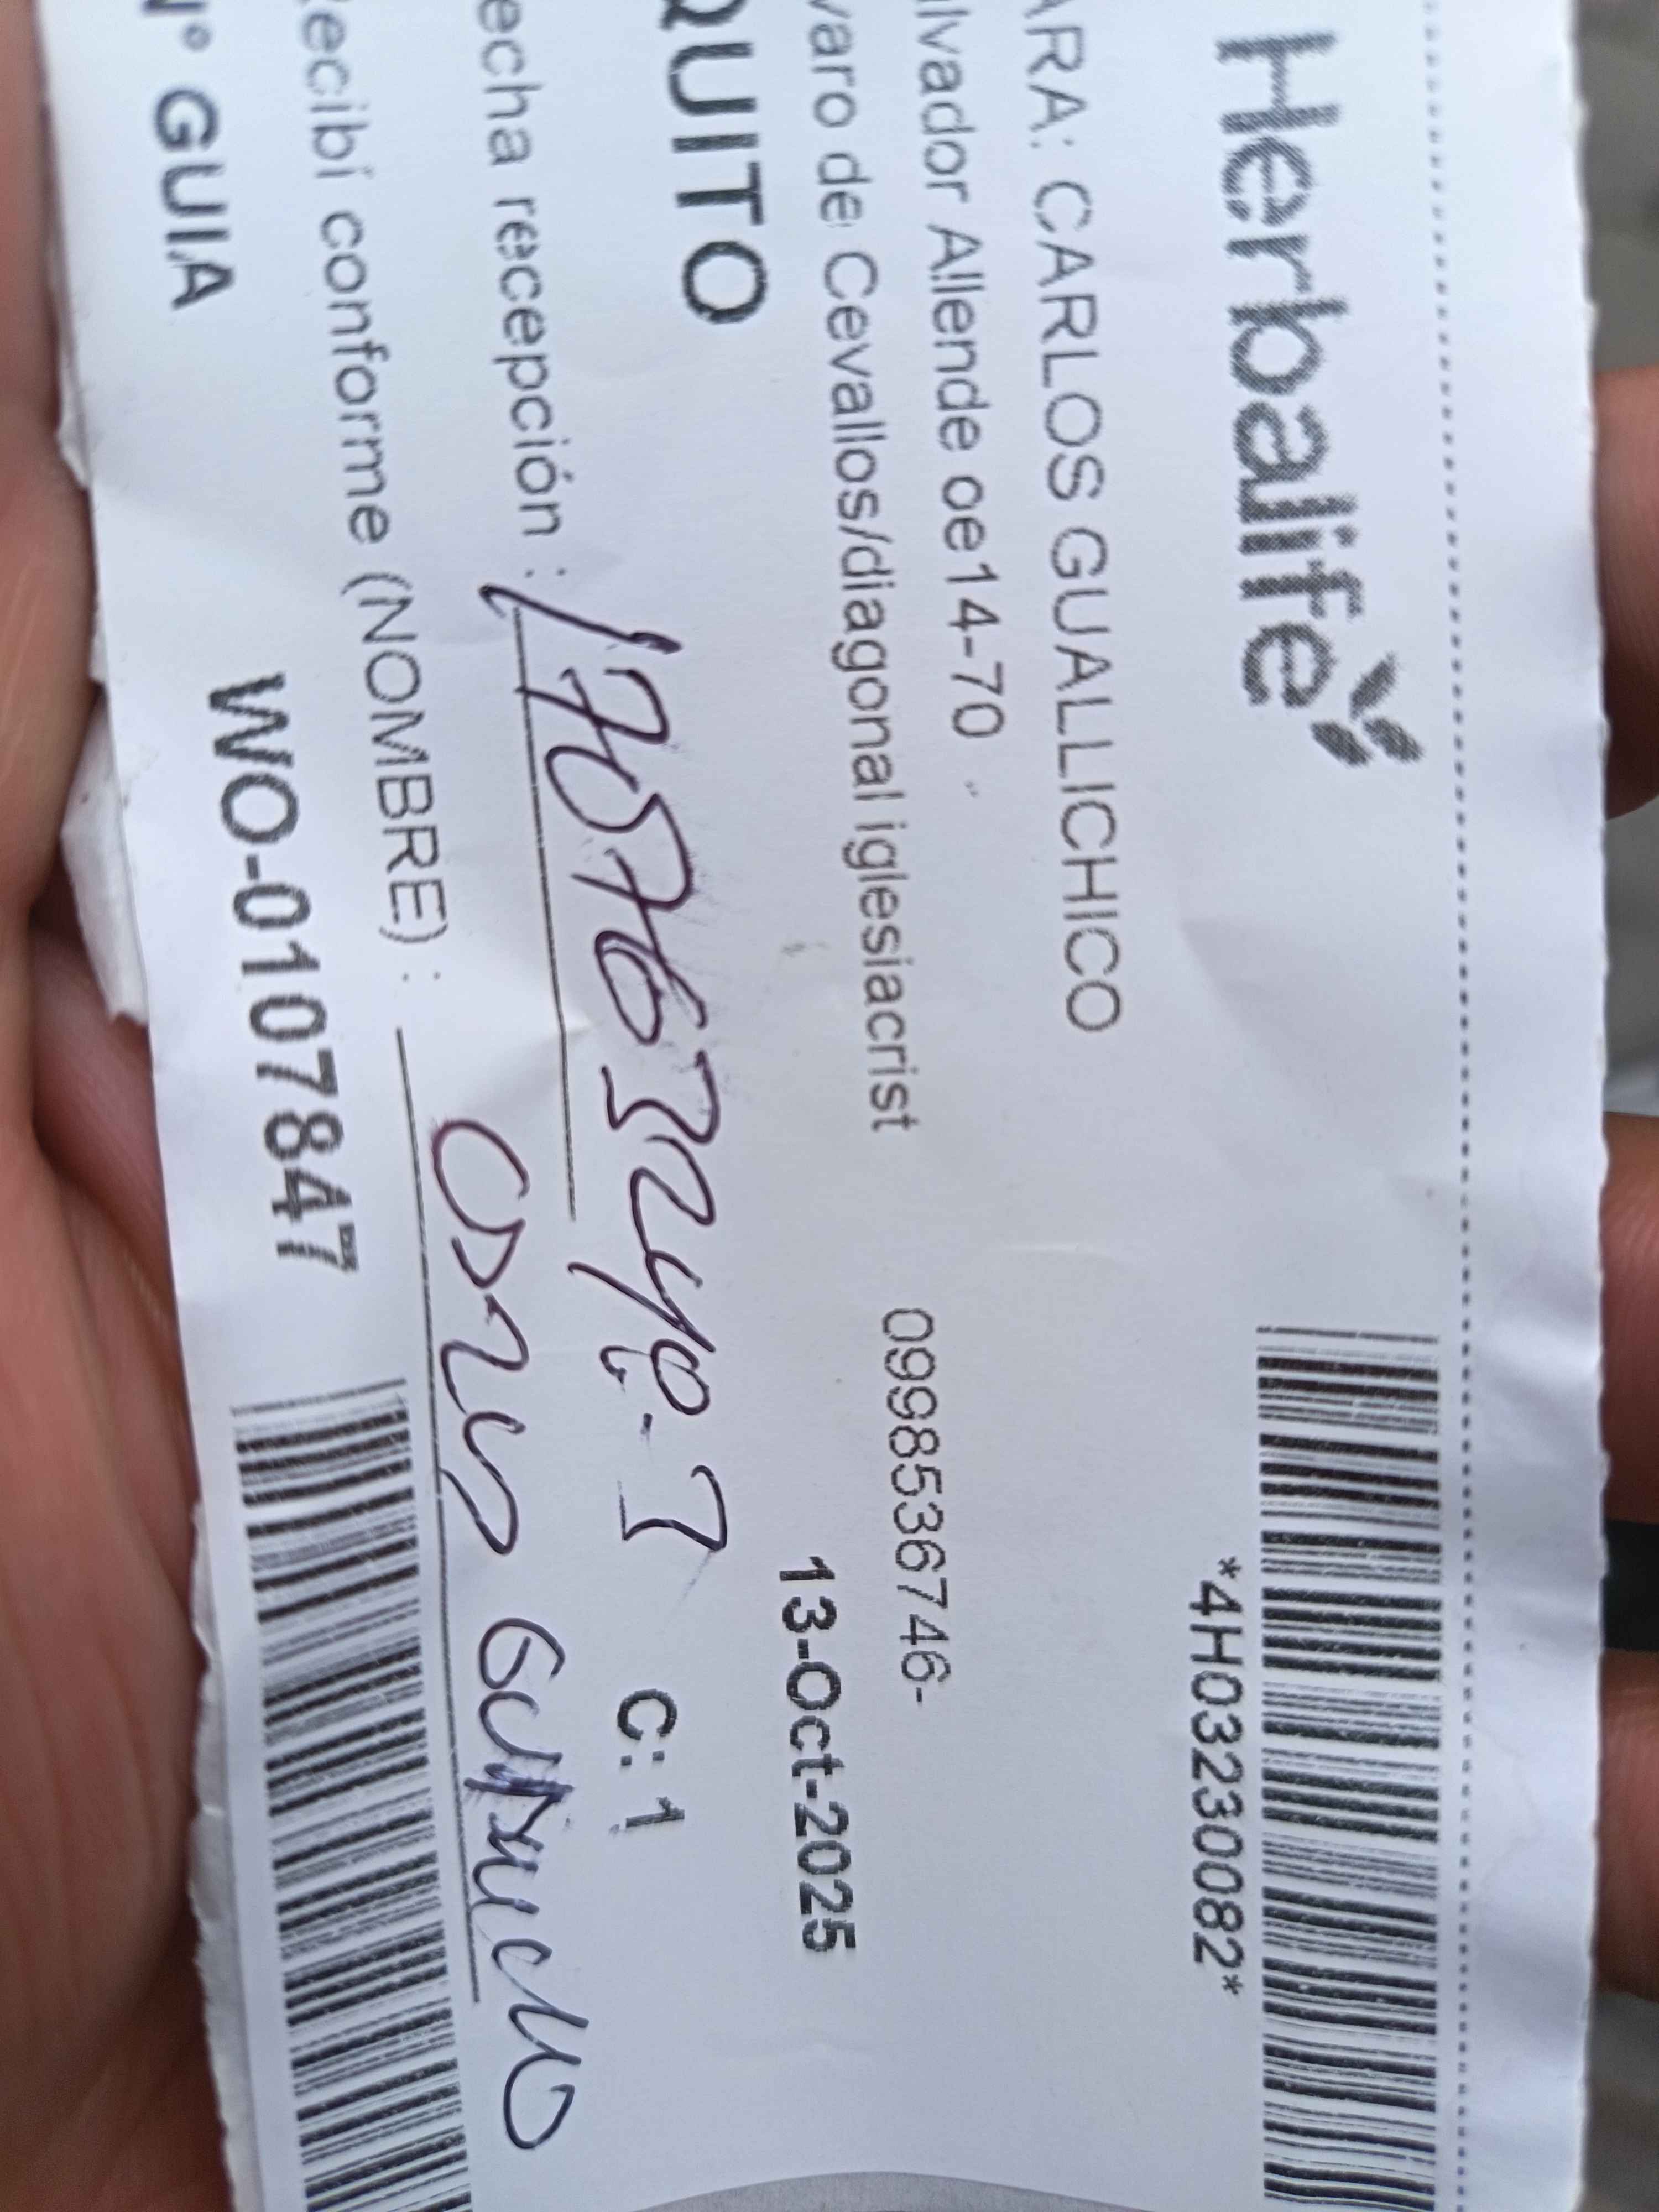 Herbalife
*4H03230082*
ARA: CARLOS GUALLICHICO
lvador Allende oe14-70
varo de Cevallos/diagonal iglesiacrist 0998536746-
QUITO 13-Oct-2025
echa recepción : C: 1
Recibí conforme (NOMBRE) :
N° GUIA WO-0107847